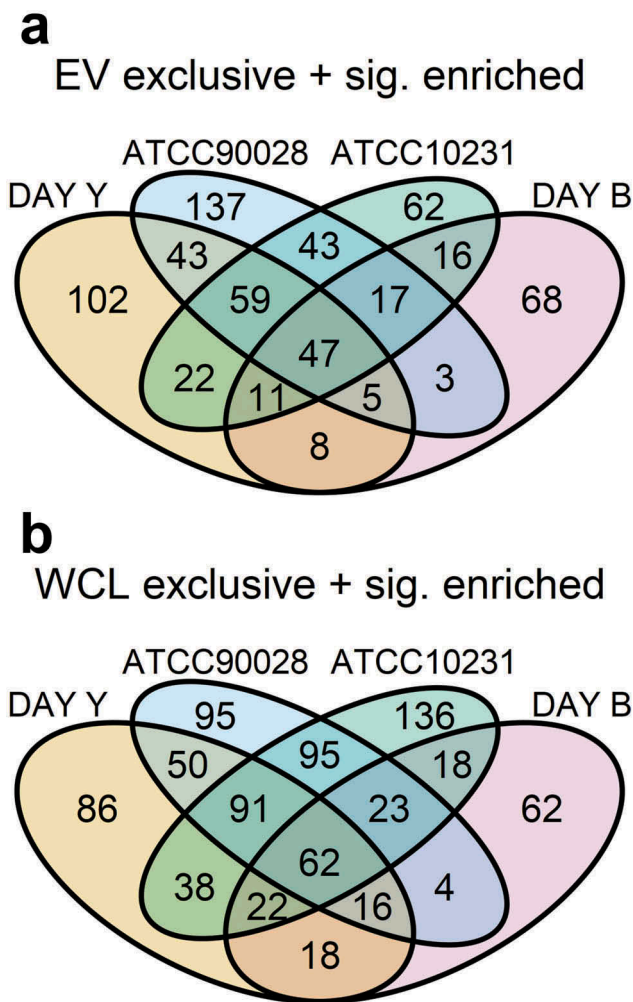 a
EV exclusive + sig. enriched
ATCC90028 ATCC10231
DAY Y DAY B
137 62
43 43 16
102 59 17 68
47
22 11 5 3
8
b
WCL exclusive + sig. enriched
ATCC90028 ATCC10231
DAY Y DAY B
95 136
50 95 18
86 91 23 62
62
38 22 16 4
18